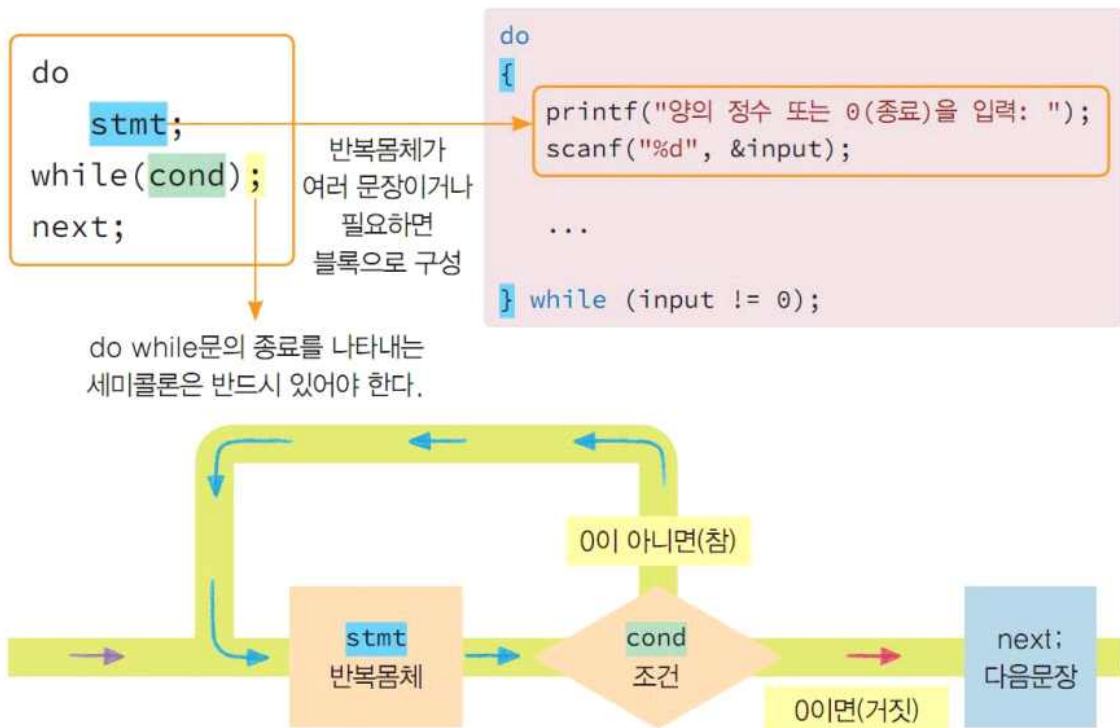 do
stmt;
while(cond);
next;
반복몸체가
여러 문장이거나
필요하면
블록으로 구성
do
{
printf("양의 정수 또는 0(종료)을 입력: ");
scanf("%d", &input);
...
} while (input != 0);
do while문의 종료를 나타내는
세미콜론은 반드시 있어야 한다.
0이 아니면(참)
stmt
반복몸체
cond
조건
next;
다음문장
0이면(거짓)